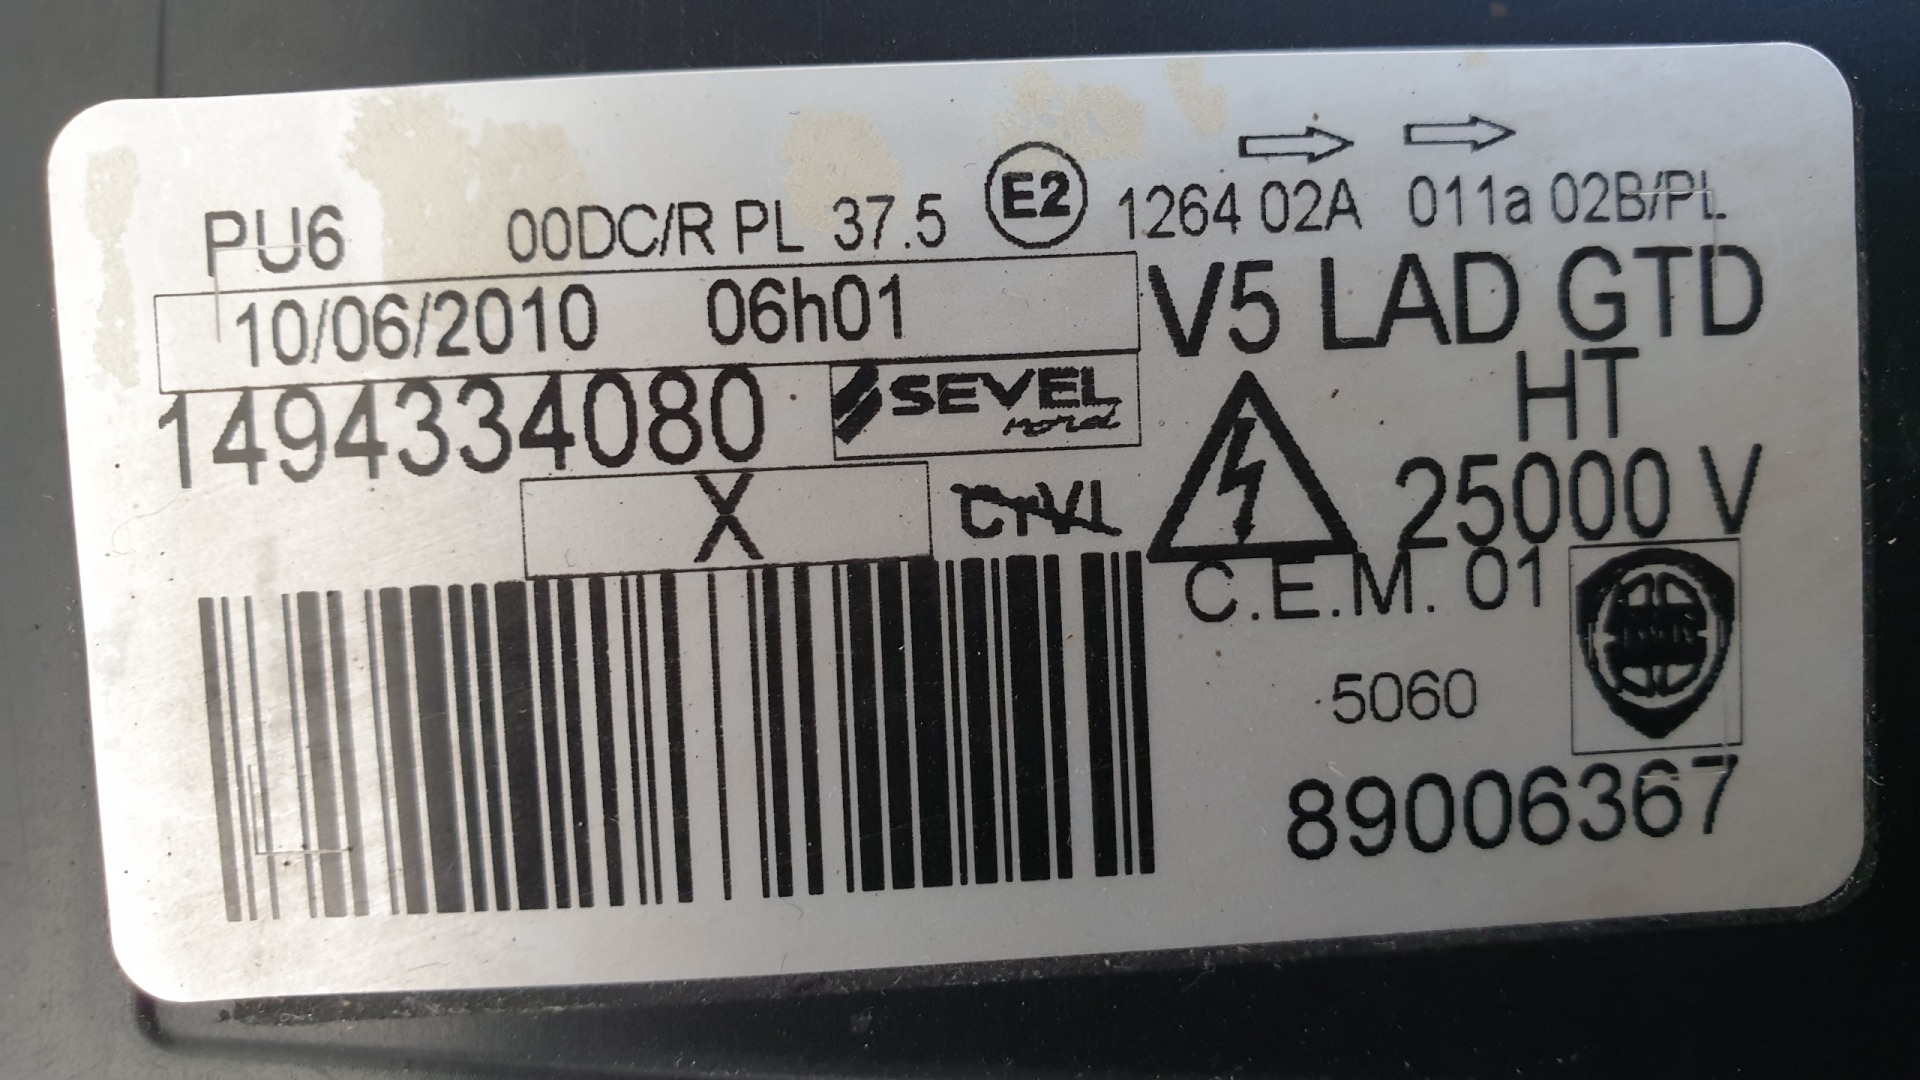 PU6 00DC/R PL 37.5 E2 1264 02A 011a 02B/PL
10/06/2010 06h01
V5 LAD GTD
1494334080
SEVEL
nord
HT
25000 V
X
C.E.M. 01
5060
89006367